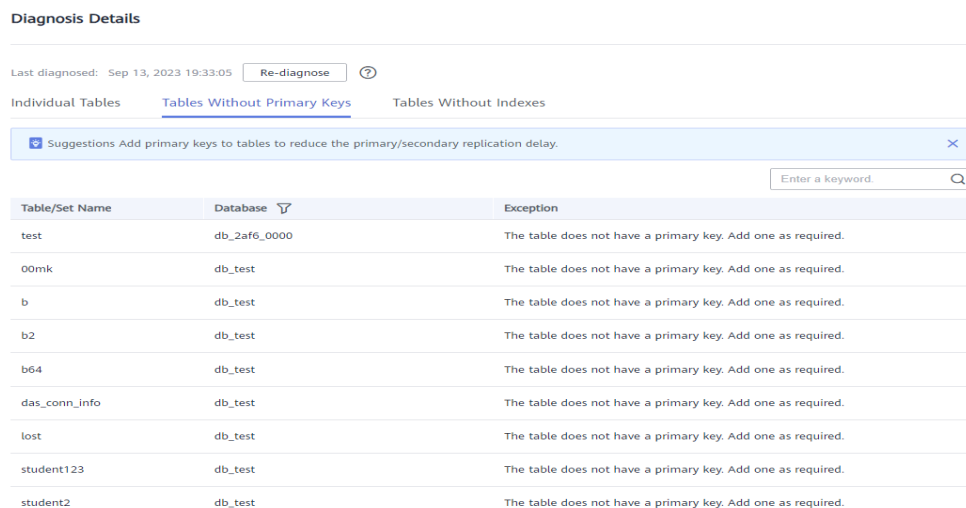 Diagnosis Details
Last diagnosed: Sep 13, 2023 19:33:05 Re-diagnose ?
Individual Tables Tables Without Primary Keys Tables Without Indexes
Suggestions Add primary keys to tables to reduce the primary/secondary replication delay.
Enter a keyword.
Table/Set Name Database Exception
test db_2af6_0000 The table does not have a primary key. Add one as required.
00mk db_test The table does not have a primary key. Add one as required.
b db_test The table does not have a primary key. Add one as required.
b2 db_test The table does not have a primary key. Add one as required.
b64 db_test The table does not have a primary key. Add one as required.
das_conn_info db_test The table does not have a primary key. Add one as required.
lost db_test The table does not have a primary key. Add one as required.
student123 db_test The table does not have a primary key. Add one as required.
student2 db_test The table does not have a primary key. Add one as required.